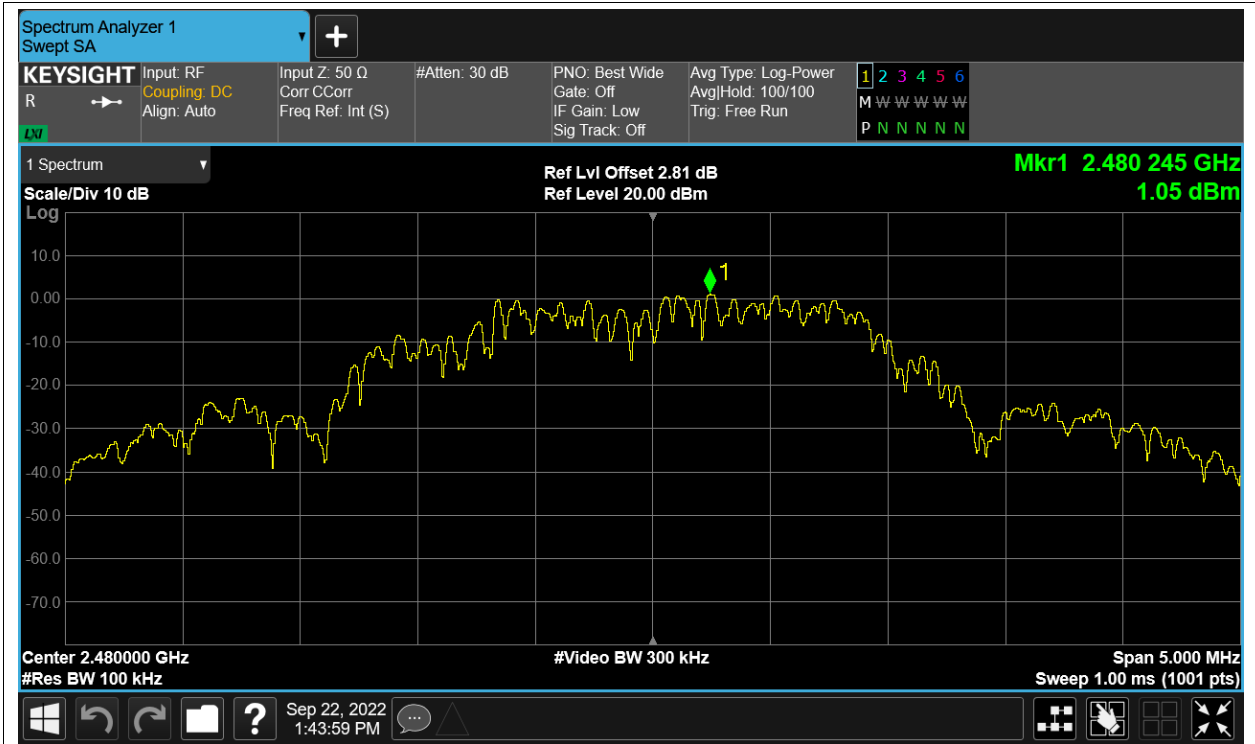 Spectrum Analyzer 1
Swept SA
KEYSIGHT
R
LXI
Input: RF
Coupling: DC
Align: Auto
Input Z: 50 Ω
Corr CCorr
Freq Ref: Int (S)
#Atten: 30 dB
PNO: Best Wide
Gate: Off
IF Gain: Low
Sig Track: Off
Avg Type: Log-Power
Avg|Hold: 100/100
Trig: Free Run
1 2 3 4 5 6
M W W W W W W
P N N N N N
1 Spectrum
Scale/Div 10 dB
Log
Ref Lvl Offset 2.81 dB
Ref Level 20.00 dBm
Mkr1 2.480 245 GHz
1.05 dBm
10.0
1
0.00
-10.0
-20.0
-30.0
-40.0
-50.0
-60.0
-70.0
Center 2.480000 GHz
#Video BW 300 kHz
Span 5.000 MHz
#Res BW 100 kHz
Sweep 1.00 ms (1001 pts)
?
Sep 22, 2022
1:43:59 PM